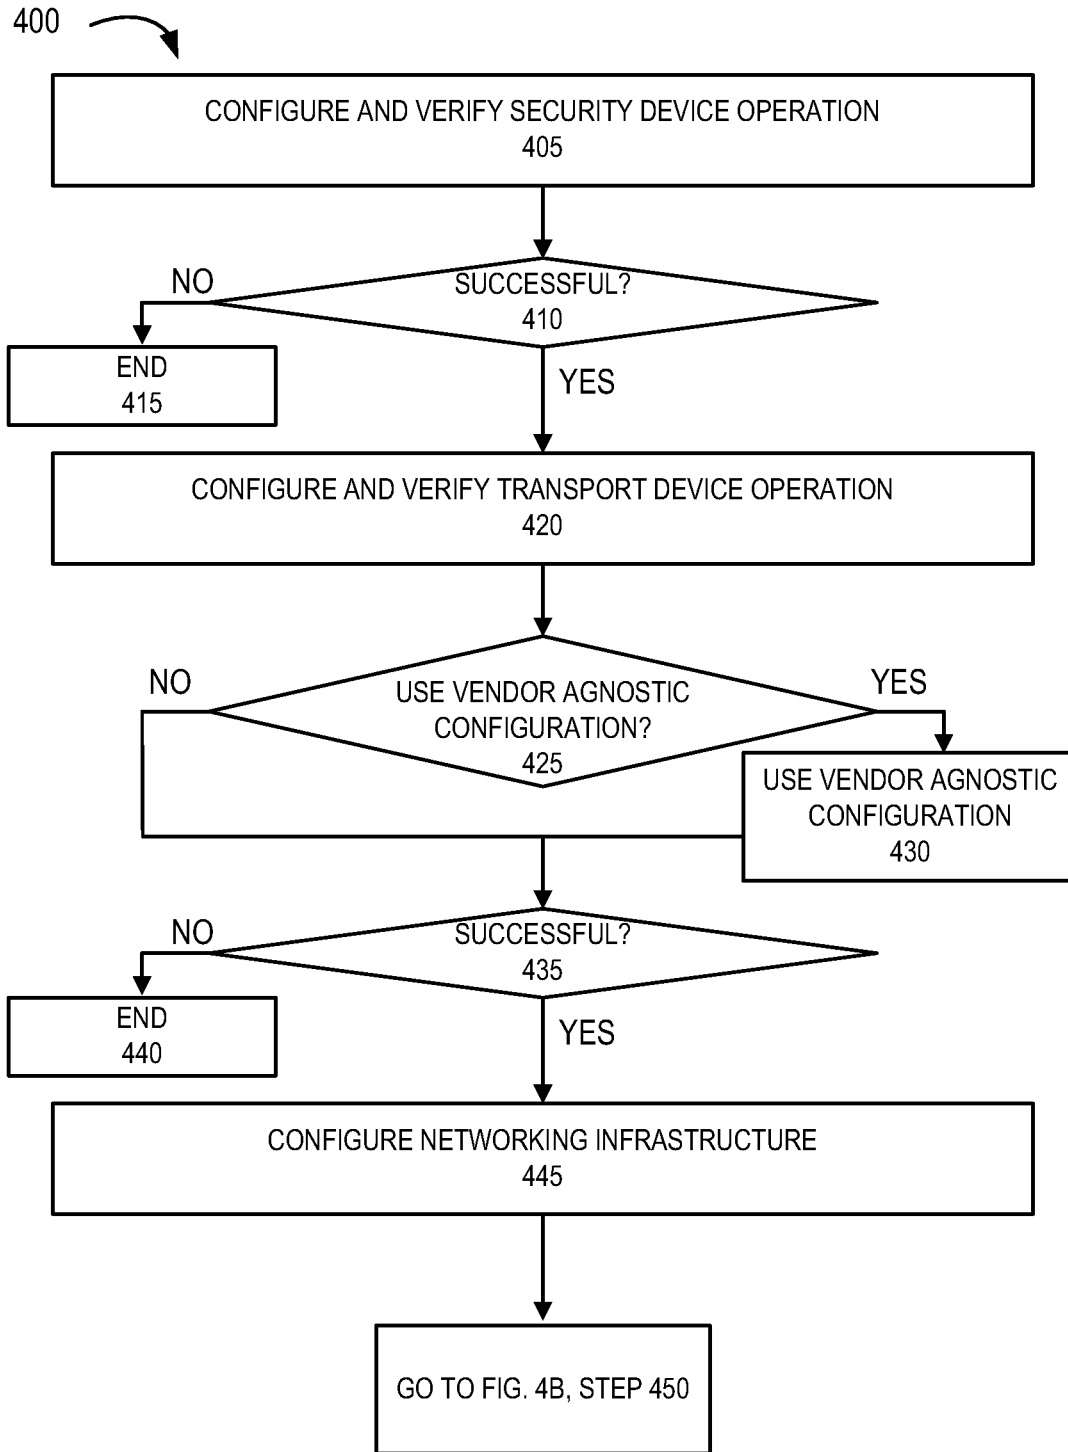 400
CONFIGURE AND VERIFY SECURITY DEVICE OPERATION
405
NO
SUCCESSFUL?
410
END
415
YES
CONFIGURE AND VERIFY TRANSPORT DEVICE OPERATION
420
NO
YES
USE VENDOR AGNOSTIC
CONFIGURATION?
425
USE VENDOR AGNOSTIC
CONFIGURATION
430
NO
SUCCESSFUL?
435
END
440
YES
CONFIGURE NETWORKING INFRASTRUCTURE
445
GO TO FIG. 4B, STEP 450